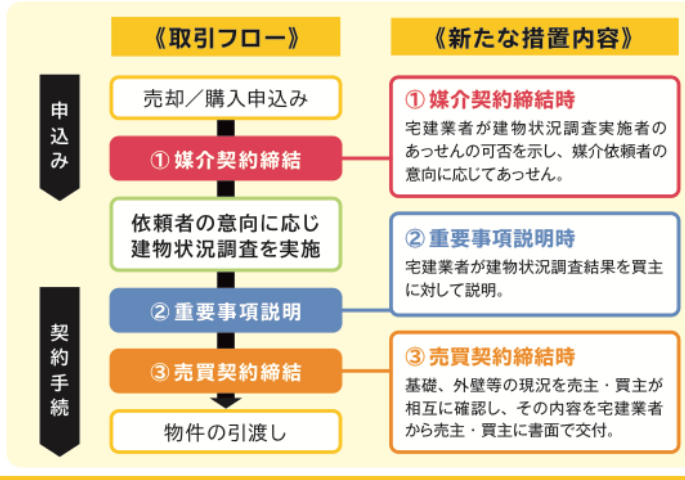 《取引フロー》
《新たな措置内容》
申込み
売却／購入申込み
①媒介契約締結
依頼者の意向に応じ
建物状況調査を実施
契約手続
②重要事項説明
③売買契約締結
物件の引渡し
①媒介契約締結時
宅建業者が建物状況調査実施者の
あっせんの可否を示し、媒介依頼者の
意向に応じてあっせん。
②重要事項説明時
宅建業者が建物状況調査結果を買主
に対して説明。
③売買契約締結時
基礎、外壁等の現況を売主・買主が
相互に確認し、その内容を宅建業者
から売主・買主に書面で交付。